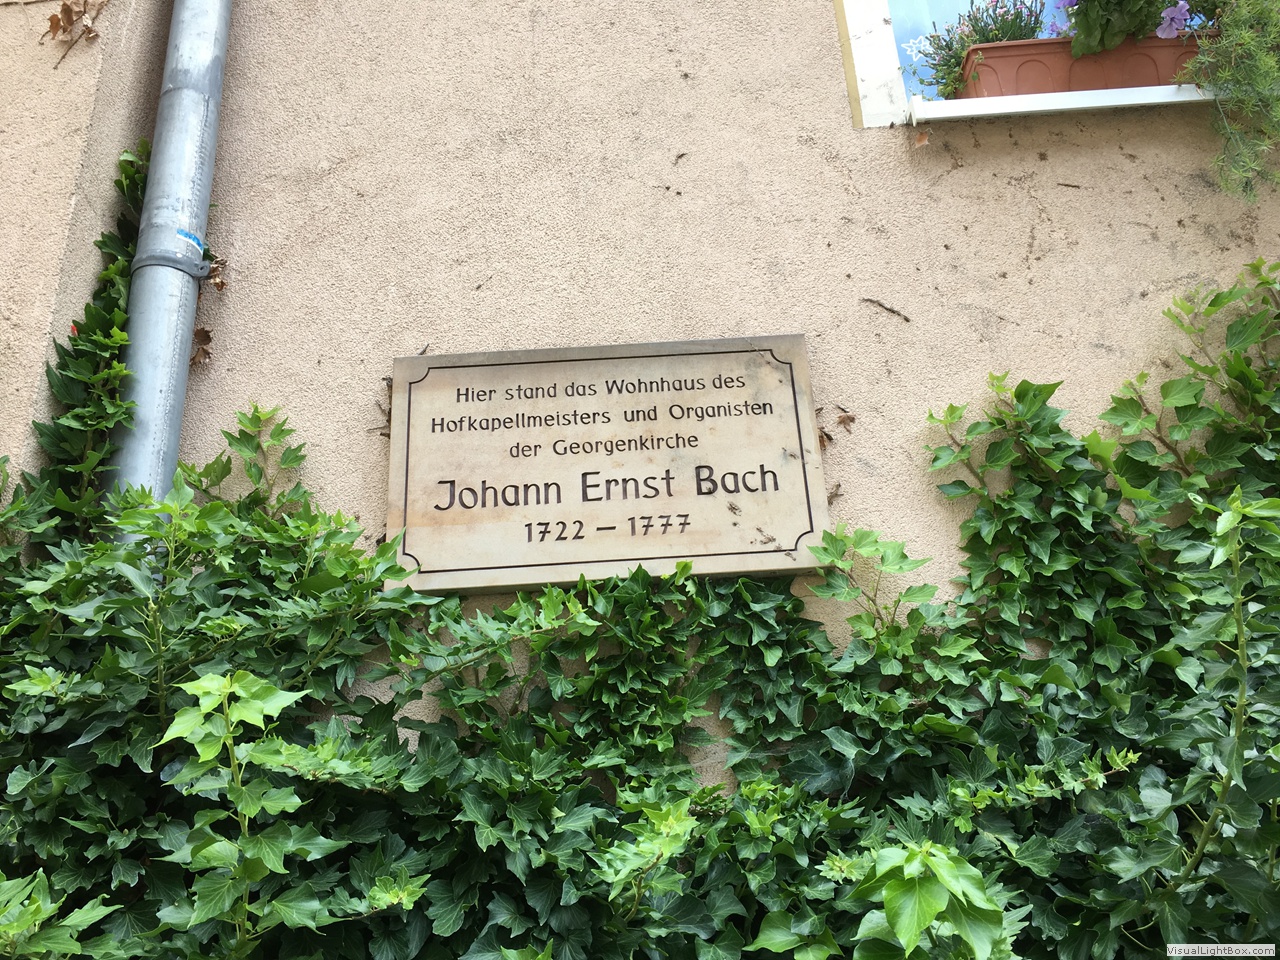 Hier stand das Wohnhaus des
Hofkapellmeisters und Organisten
der Georgenkirche
Johann Ernst Bach
1722 – 1777
VisualLightBox.com